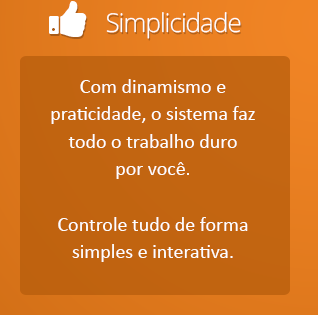 Simplicidade
Com dinamismo e
praticidade, o sistema faz
todo o trabalho duro
por você.
Controle tudo de forma
simples e interativa.